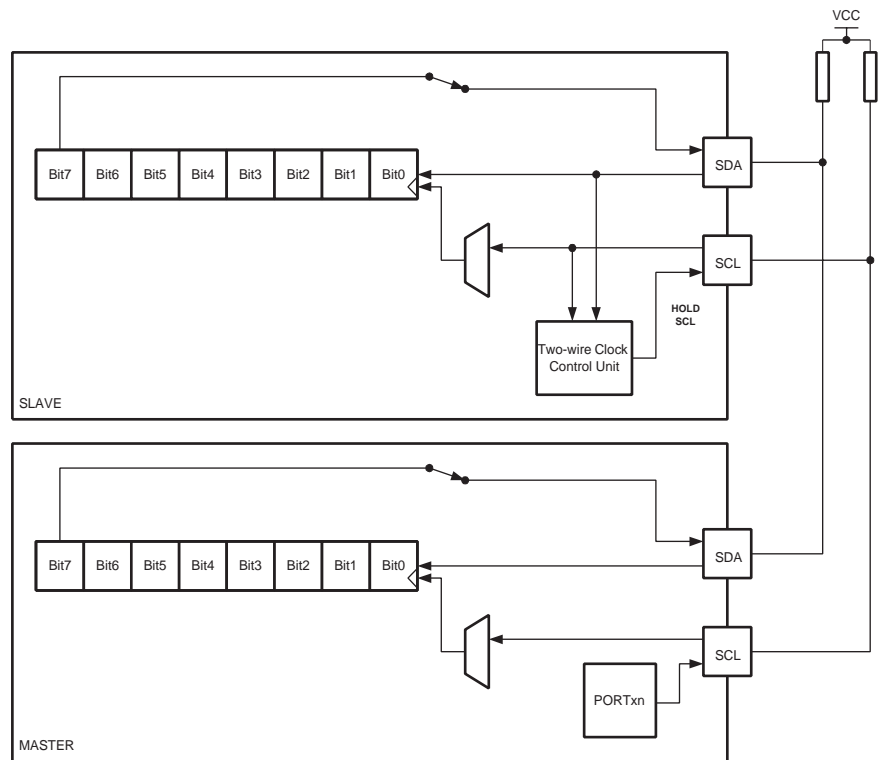 VCC
Bit7 Bit6 Bit5 Bit4 Bit3 Bit2 Bit1 Bit0
SDA
SCL
HOLD
SCL
Two-wire Clock
Control Unit
SLAVE
Bit7 Bit6 Bit5 Bit4 Bit3 Bit2 Bit1 Bit0
SDA
SCL
PORTxn
MASTER